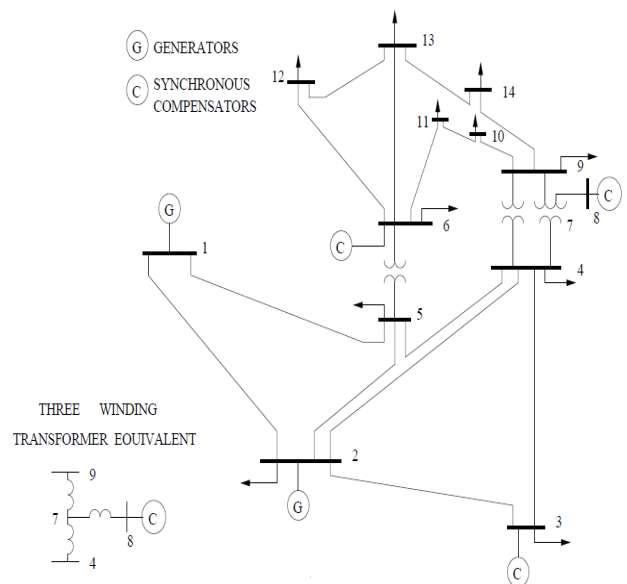 G GENERATORS
C SYNCHRONOUS
COMPENSATORS
13
12
14
11
10
9
C
8
7
G
6
C
1
4
5
THREE WINDING
TRANSFORMER EQUIVALENT
2
9
G
7
C
8
3
4
C